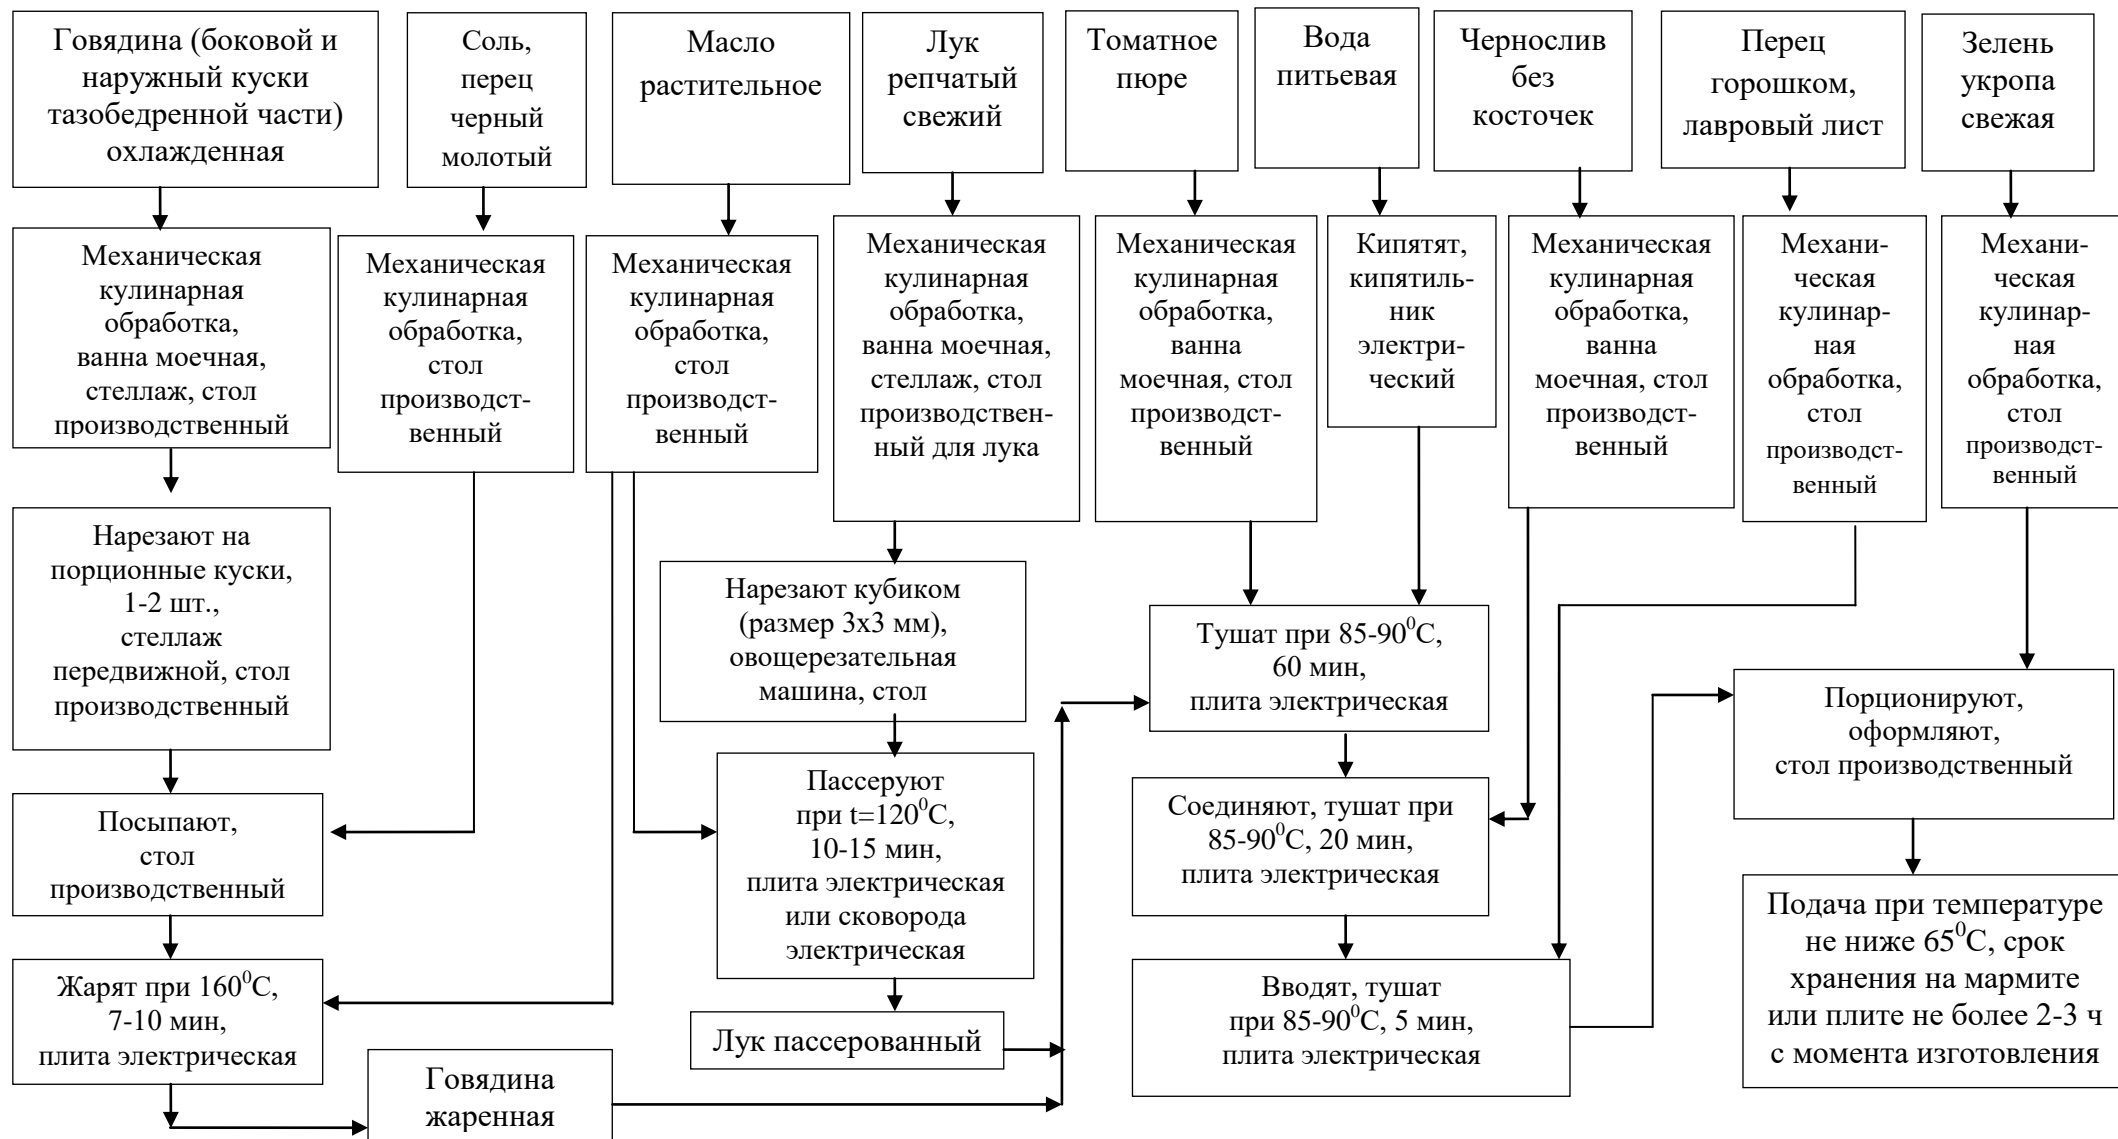 Говядина (боковой и
наружный куски
тазобедренной части)
охлажденная
Соль,
перец
черный
молотый
Масло
растительное
Лук
репчатый
свежий
Томатное
пюре
Вода
питьевая
Чернослив
без
косточек
Перец
горошком,
лавровый лист
Зелень
укропа
свежая
Механическая
кулинарная
обработка,
ванна моечная,
стеллаж, стол
производственный
Механическая
кулинарная
обработка,
стол
производст-
венный
Механическая
кулинарная
обработка,
стол
производст-
венный
Механическая
кулинарная
обработка,
ванна моечная,
стеллаж, стол
производствен-
ный для лука
Механическая
кулинарная
обработка,
ванна
моечная, стол
производст-
венный
Кипятят,
кипятиль-
ник
электри-
ческий
Механическая
кулинарная
обработка,
ванна
моечная, стол
производст-
венный
Механи-
ческая
кулинар-
ная
обработка,
стол
производст-
венный
Механи-
ческая
кулинар-
ная
обработка,
стол
производст-
венный
Нарезают на
порционные куски,
1-2 шт.,
стеллаж
передвижной, стол
производственный
Нарезают кубиком
(размер 3х3 мм),
овощерезательная
машина, стол
Тушат при 85-90⁰С,
60 мин,
плита электрическая
Порционируют,
оформляют,
стол производственный
Посыпают,
стол
производственный
Пассеруют
при t=120⁰С,
10-15 мин,
плита электрическая
или сковорода
электрическая
Соединяют, тушат при
85-90⁰С, 20 мин,
плита электрическая
Подача при температуре
не ниже 65⁰С, срок
хранения на мармите
или плите не более 2-3 ч
с момента изготовления
Жарят при 160⁰С,
7-10 мин,
плита электрическая
Лук пассерованный
Вводят, тушат
при 85-90⁰С, 5 мин,
плита электрическая
Говядина
жаренная